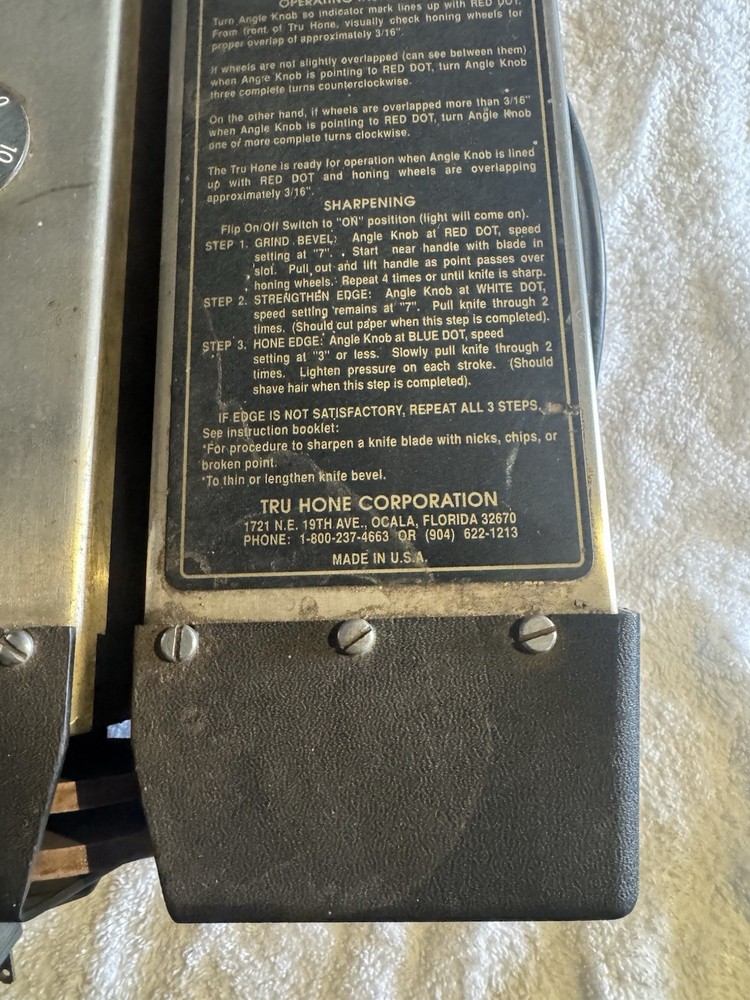 OPERATING
Turn Angle Knob so indicator mark lines up with RED DOT.
From front of Tru Hone, visually check honing wheels for
proper overlap of approximately 3/16".
If wheels are not slightly overlapped (can see between them)
when Angle Knob is pointing to RED DOT, turn Angle Knob
three complete turns counterclockwise.
On the other hand, if wheels are overlapped more than 3/16"
when Angle Knob is pointing to RED DOT, turn Angle Knob
one of more complete turns clockwise.
The Tru Hone is ready for operation when Angle Knob is lined
up with RED DOT and honing wheels are overlapping
approximately 3/16".
SHARPENING
Flip On/Off Switch to "ON" posititon (light will come on).
STEP 1. GRIND BEVEL: Angle Knob at RED DOT, speed
setting at "7". Start near handle with blade in
slot. Pull out and lift handle as point passes over
honing wheels. Repeat 4 times or until knife is sharp.
STEP 2. STRENGTHEN EDGE: Angle Knob at WHITE DOT,
speed setting remains at "7". Pull knife through 2
times. (Should cut paper when this step is completed).
STEP 3. HONE EDGE: Angle Knob at BLUE DOT, speed
setting at "3" or less. Slowly pull knife through 2
times. Lighten pressure on each stroke. (Should
shave hair when this step is completed).
IF EDGE IS NOT SATISFACTORY, REPEAT ALL 3 STEPS.
See instruction booklet:
*For procedure to sharpen a knife blade with nicks, chips, or
broken point.
*To thin or lengthen knife bevel.
TRU HONE CORPORATION
1721 N.E. 19TH AVE., OCALA, FLORIDA 32670
PHONE: 1-800-237-4663 OR (904) 622-1213
MADE IN U.S.A.
10